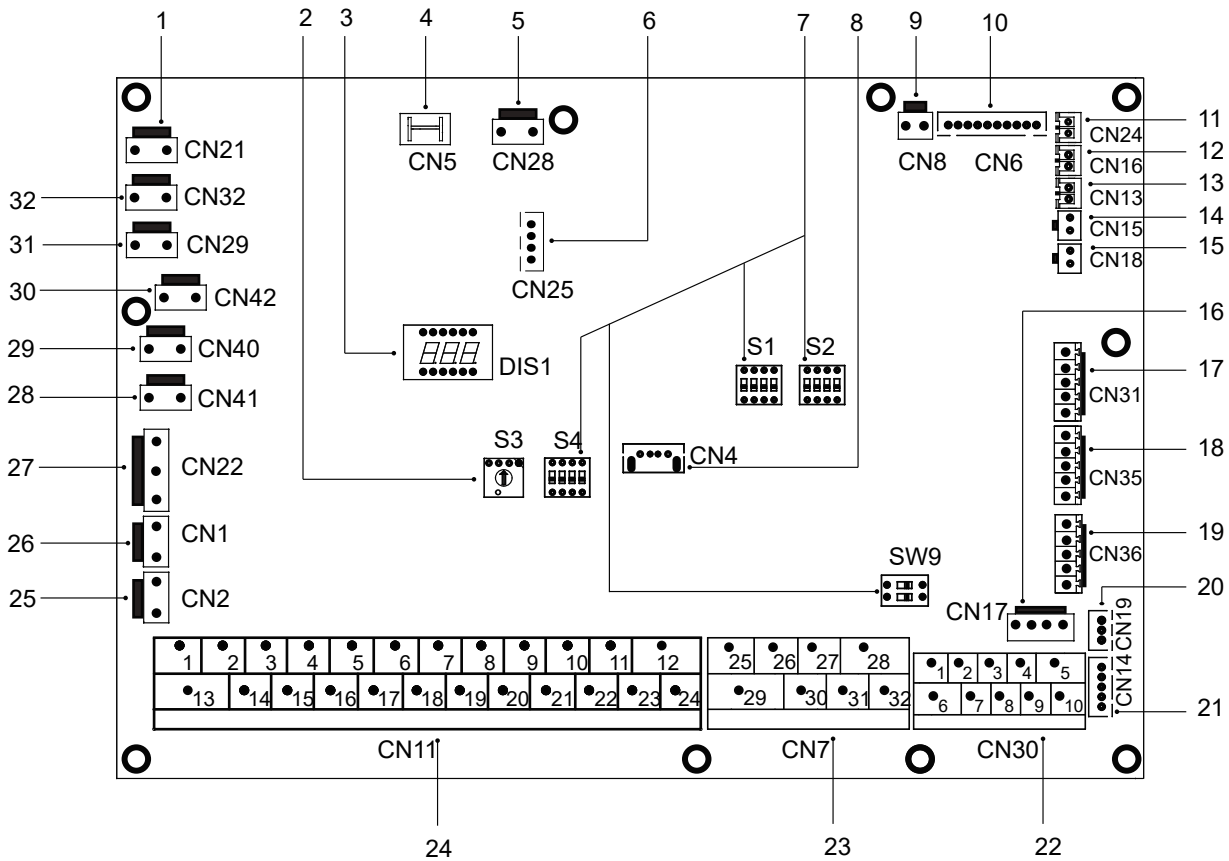 1 2 3 4 5 6 7 8 9 10
CN21
CN5
CN28
CN8
CN6
CN24
11
CN16
12
CN13
13
CN15
14
CN18
15
32
CN32
31
CN29
30
CN42
29
CN40
28
CN41
CN25
DIS1
S1
S2
16
CN31
17
CN35
18
CN36
19
27
CN22
S3
S4
CN4
26
CN1
25
CN2
SW9
CN17
CN19
20
CN14
21
1 2 3 4 5 6 7 8 9 10 11 12
13 14 15 16 17 18 19 20 21 22 23 24
25 26 27 28
29 30 31 32
1 2 3 4 5
6 7 8 9 10
CN11
CN7
CN30
24
23
22